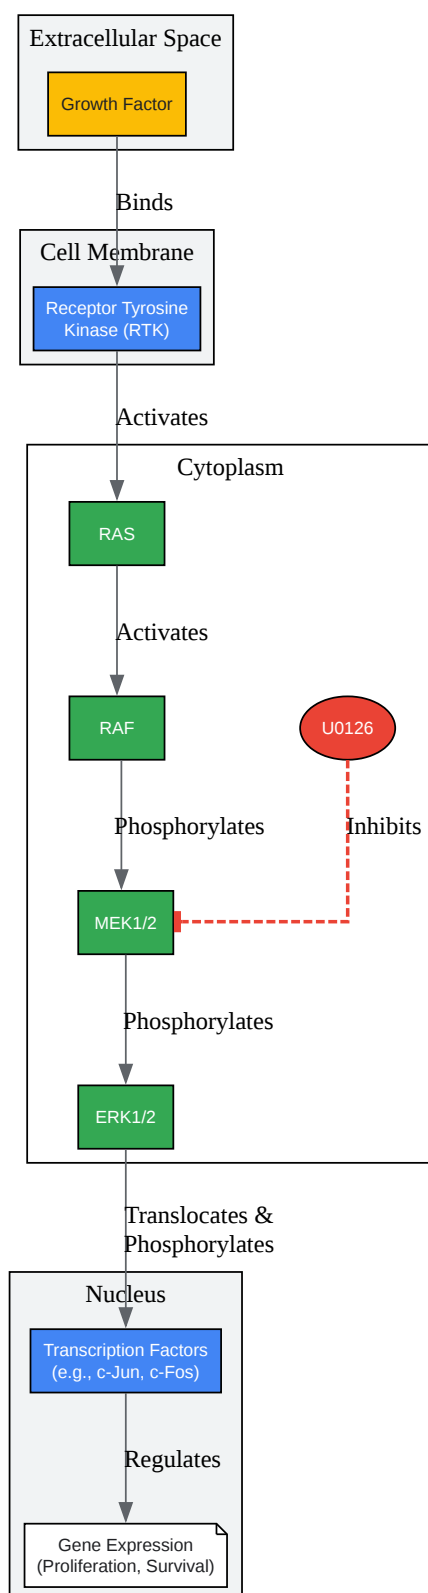 Extracellular Space
Growth Factor
Binds
Cell Membrane
Receptor Tyrosine
Kinase (RTK)
Activates
Cytoplasm
RAS
Activates
RAF
U0126
Phosphorylates
Inhibits
MEK1/2
Phosphorylates
ERK1/2
Translocates &
Phosphorylates
Nucleus
Transcription Factors
(e.g., c-Jun, c-Fos)
Regulates
Gene Expression
(Proliferation, Survival)